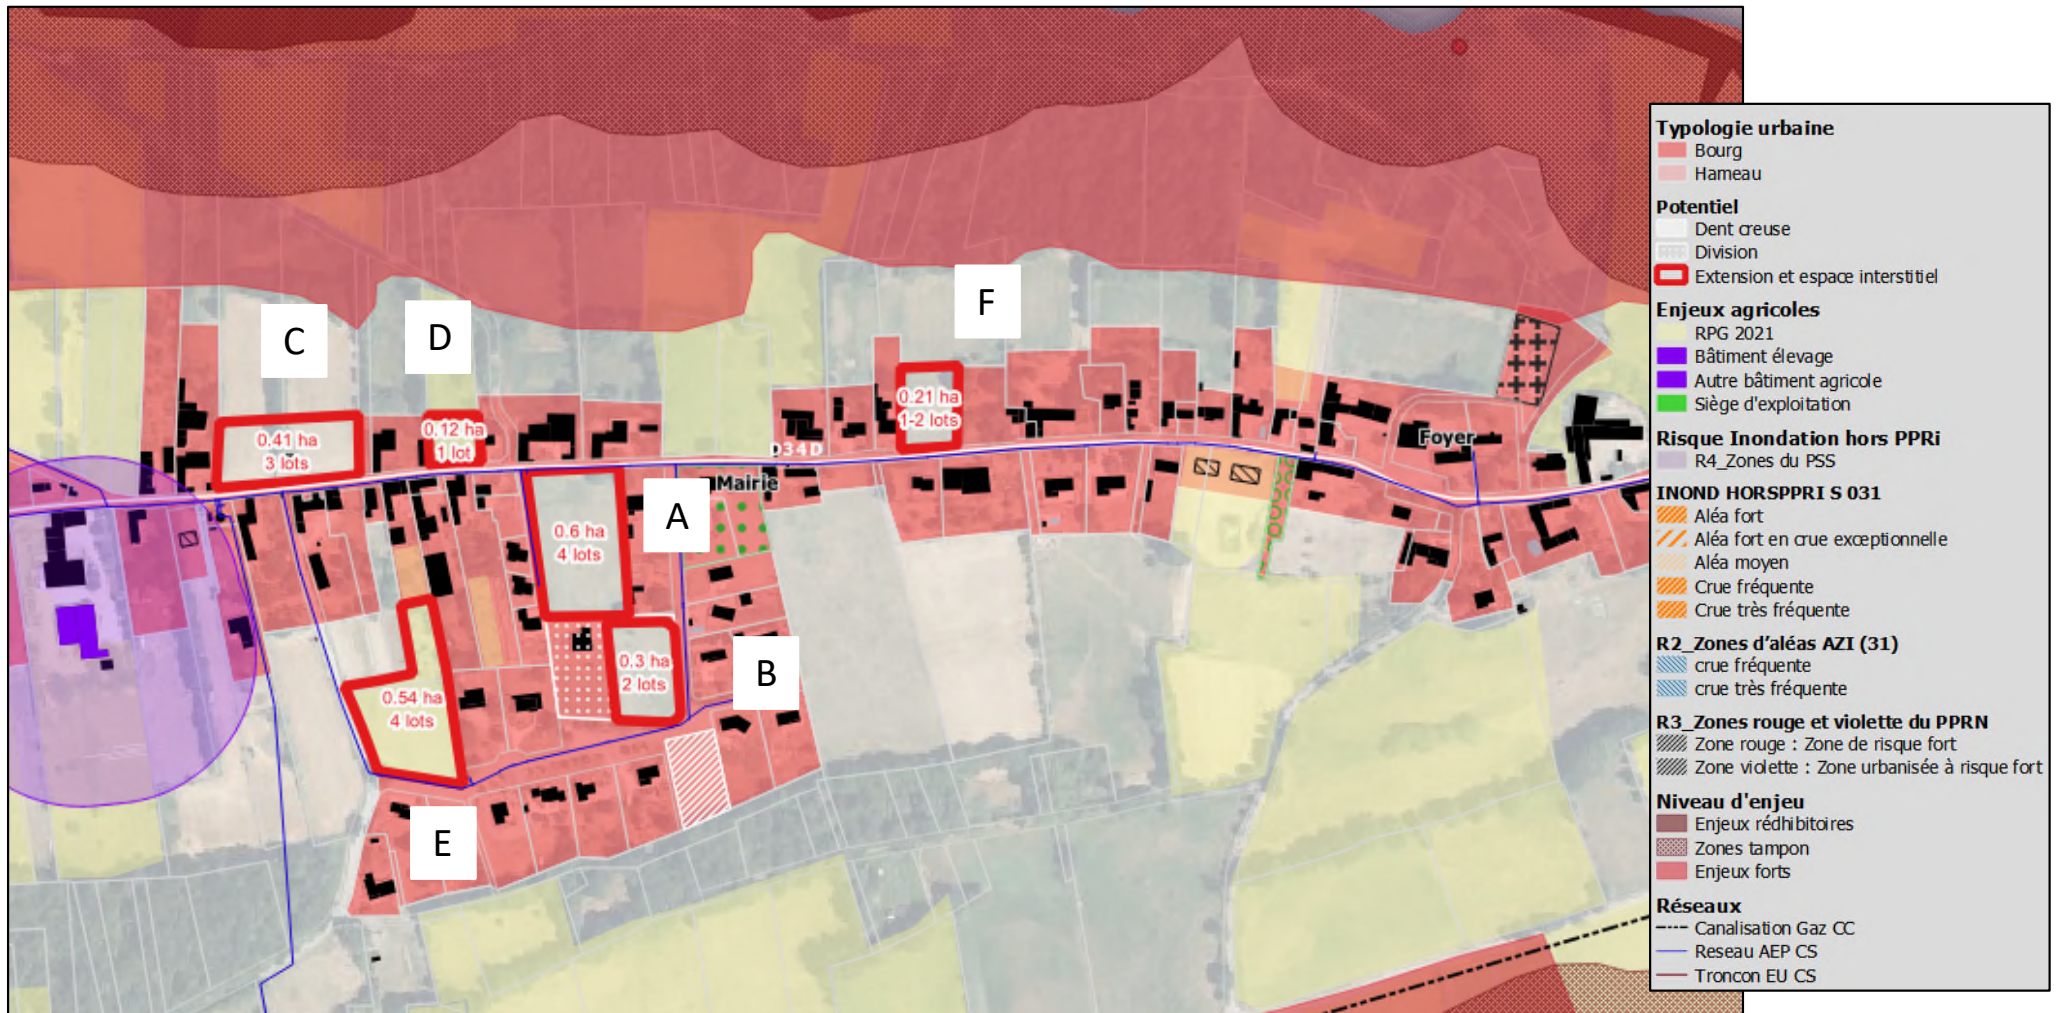 C
D
F
0.41 ha
3 lots
0.12 ha
1 lot
0.21 ha
1-2 lots
D34D
Foyer
Mairie
A
0.6 ha
4 lots
B
0.3 ha
2 lots
0.54 ha
4 lots
E
Typologie urbaine
Bourg
Hameau
Potentiel
Dent creuse
Division
Extension et espace interstitiel
Enjeux agricoles
RPG 2021
Bâtiment élevage
Autre bâtiment agricole
Siège d'exploitation
Risque Inondation hors PPRi
R4_Zones du PSS
INOND HORSPPRI S 031
Aléa fort
Aléa fort en crue exceptionnelle
Aléa moyen
Crue fréquente
Crue très fréquente
R2_Zones d'aléas AZI (31)
crue fréquente
crue très fréquente
R3_Zones rouge et violette du PPRN
Zone rouge : Zone de risque fort
Zone violette : Zone urbanisée à risque fort
Niveau d'enjeu
Enjeux rédhibitoires
Zones tampon
Enjeux forts
Réseaux
Canalisation Gaz CC
Reseau AEP CS
Troncon EU CS